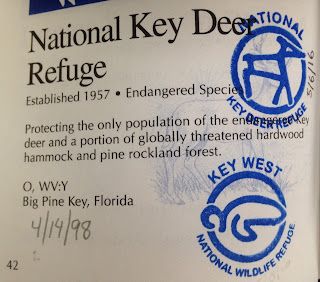 National Key Deer
Refuge
Established 1957 • Endangered Species
Protecting the only population of the endangered key
deer and a portion of globally threatened hardwood
hammock and pine rockland forest.
O, WV:Y
Big Pine Key, Florida
4/14/98
42
NATIONAL
KEY DEER REFUGE
5/6/16
KEY WEST
NATIONAL WILDLIFE REFUGE